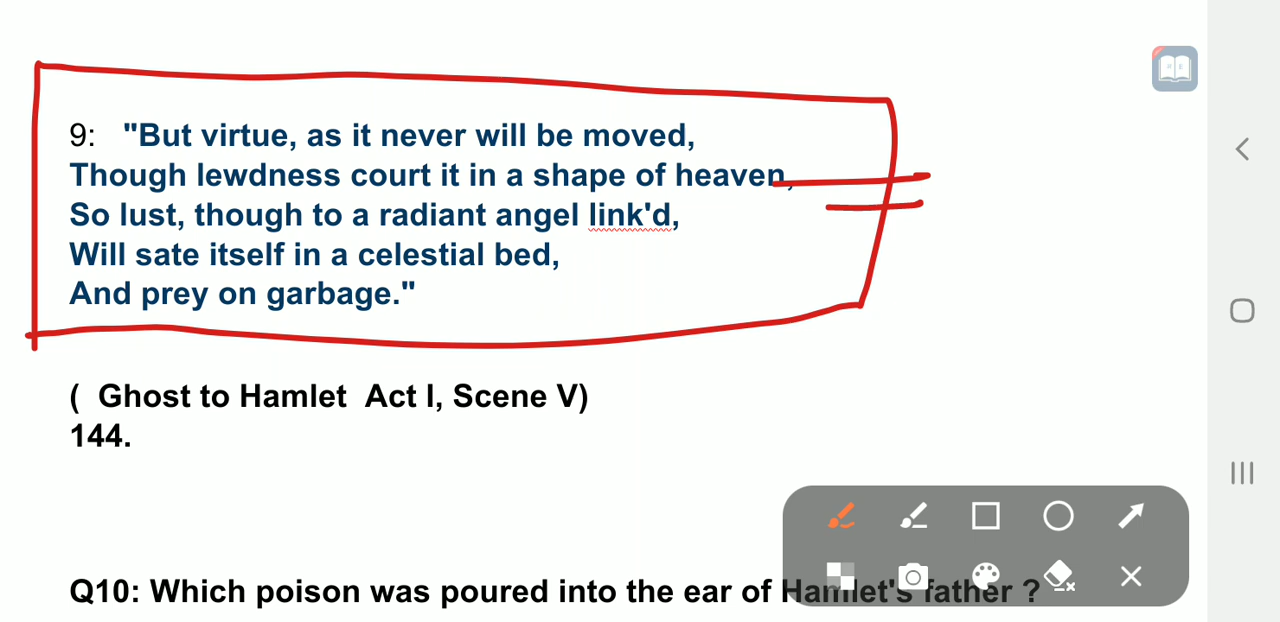 9: "But virtue, as it never will be moved,
Though lewdness court it in a shape of heaven,
So lust, though to a radiant angel link'd,
Will sate itself in a celestial bed,
And prey on garbage."
( Ghost to Hamlet Act I, Scene V)
144.
Q10: Which poison was poured into the ear of Hamlet's father ?